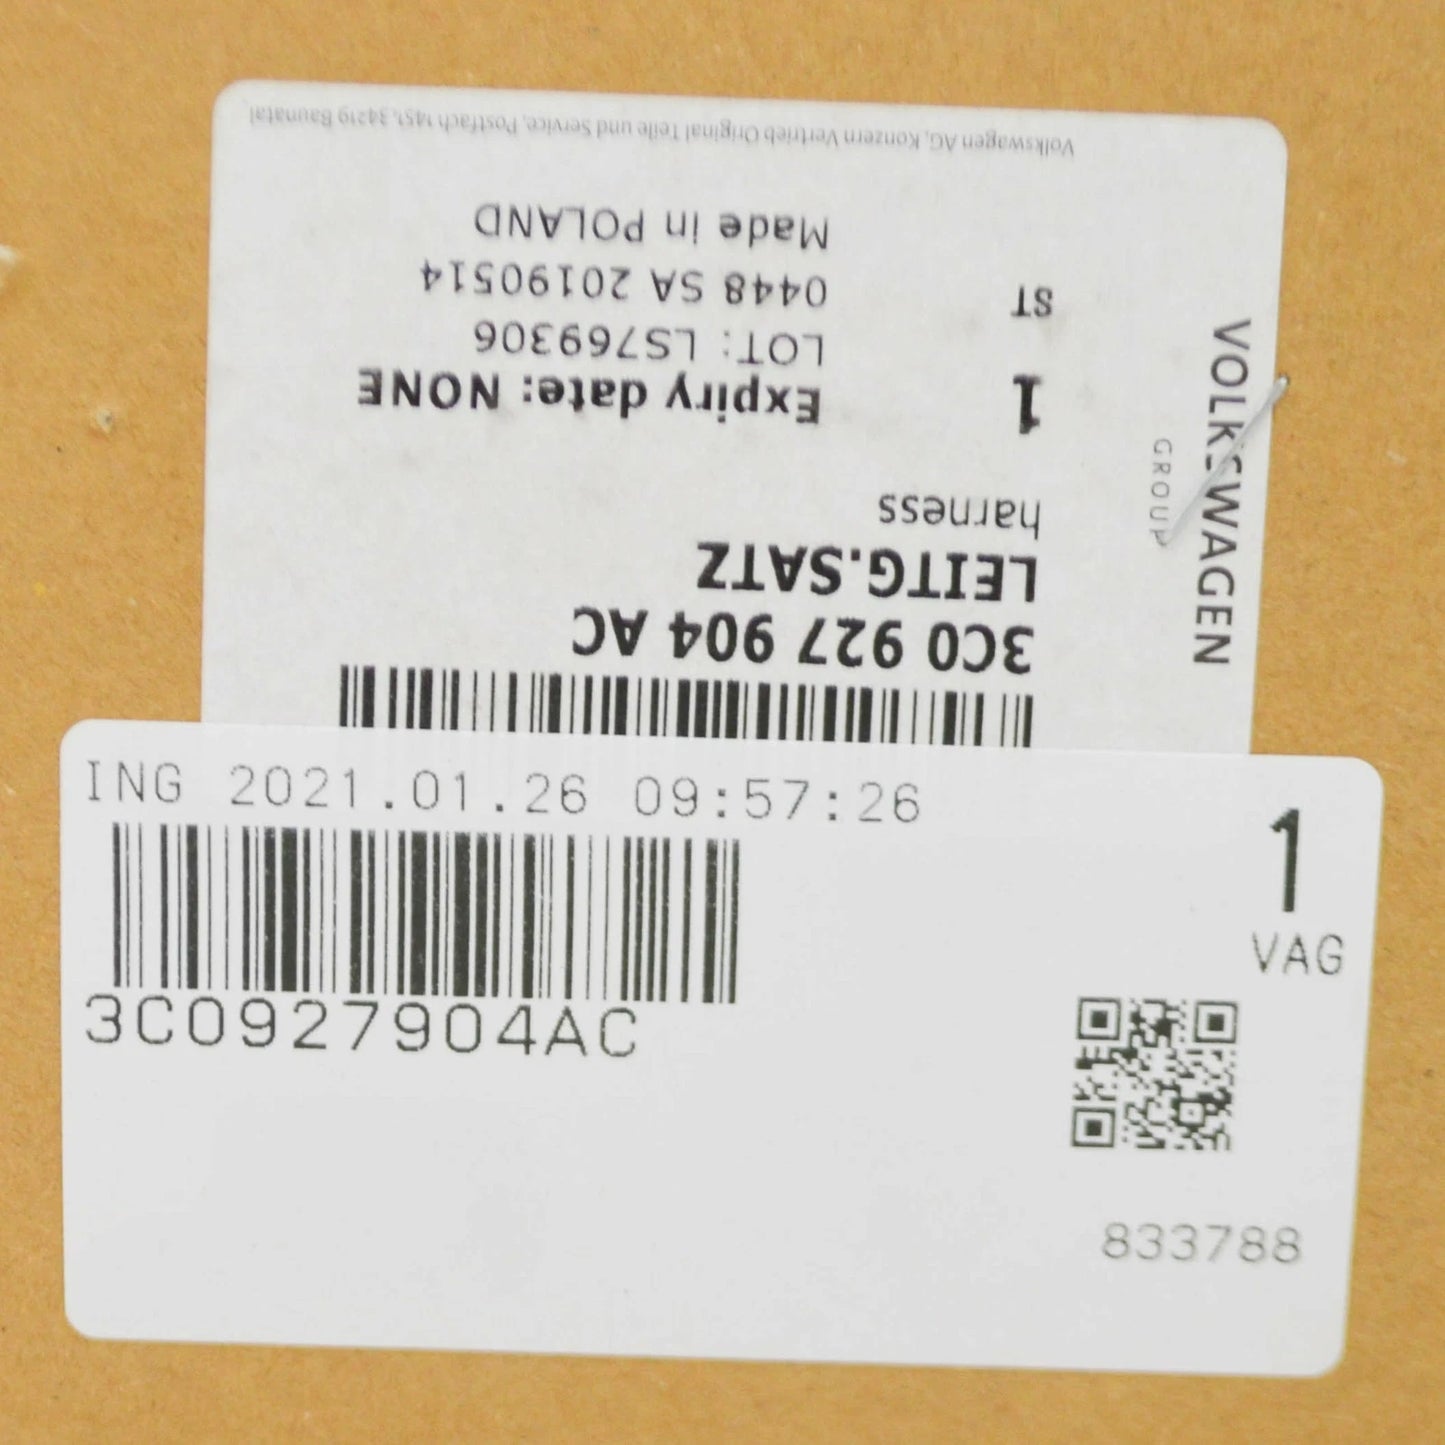 Volkswagen AG, Konzern Vertrieb Original Teile und Service, Postfach 1451, 34219 Baunatal
Made in POLAND
0448 SA 20190514
LOT: LS769306
ST
Expiry date: NONE
1
harness
LEITG.SATZ
3C0 927 904 AC
VOLKSWAGEN
GROUP
ING 2021.01.26 09:57:26
1
VAG
3C0927904AC
833788